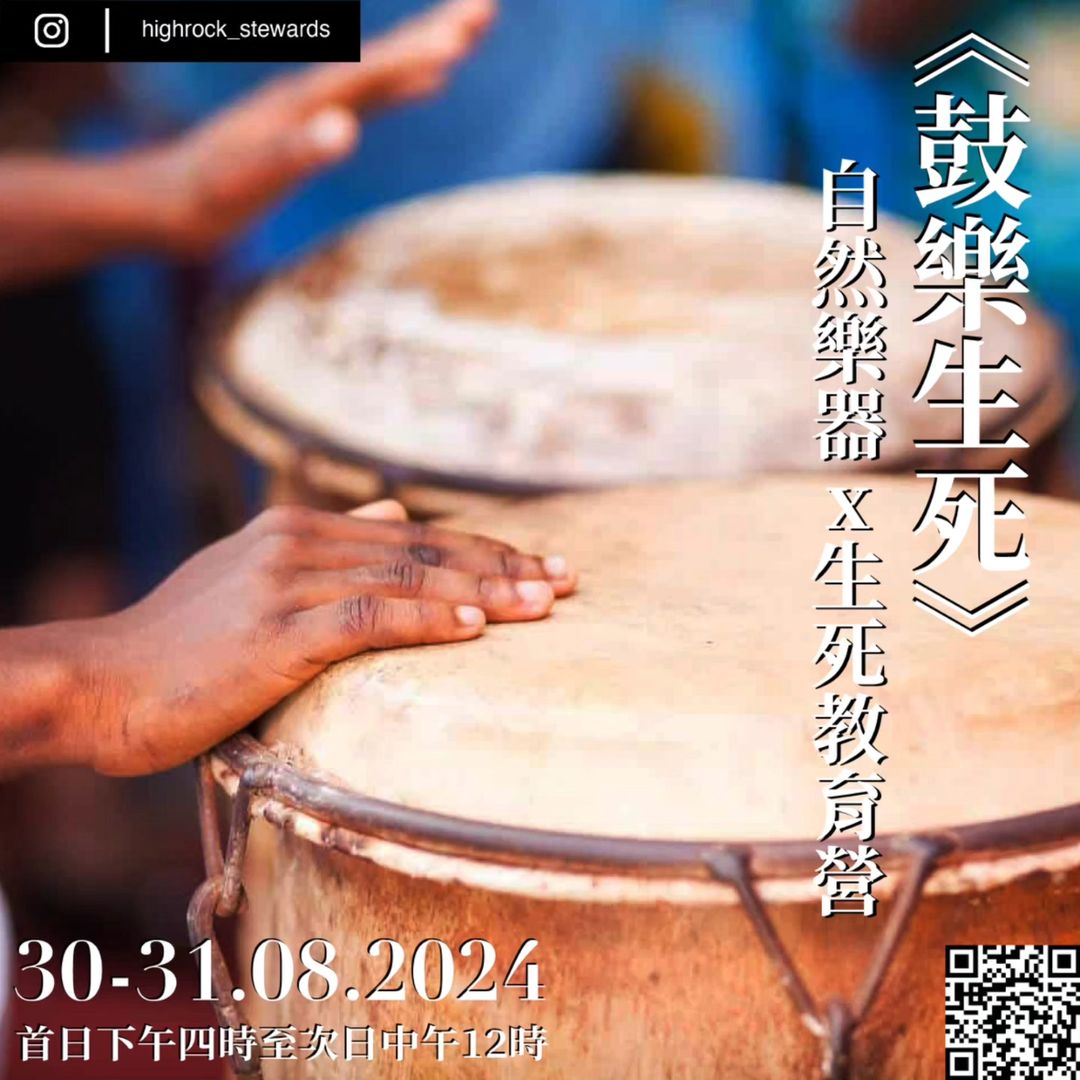 highrock_stewards
《鼓樂生死》
自然樂器 x生死教育營
30-31.08.2024
首日下午四時至次日中午12時